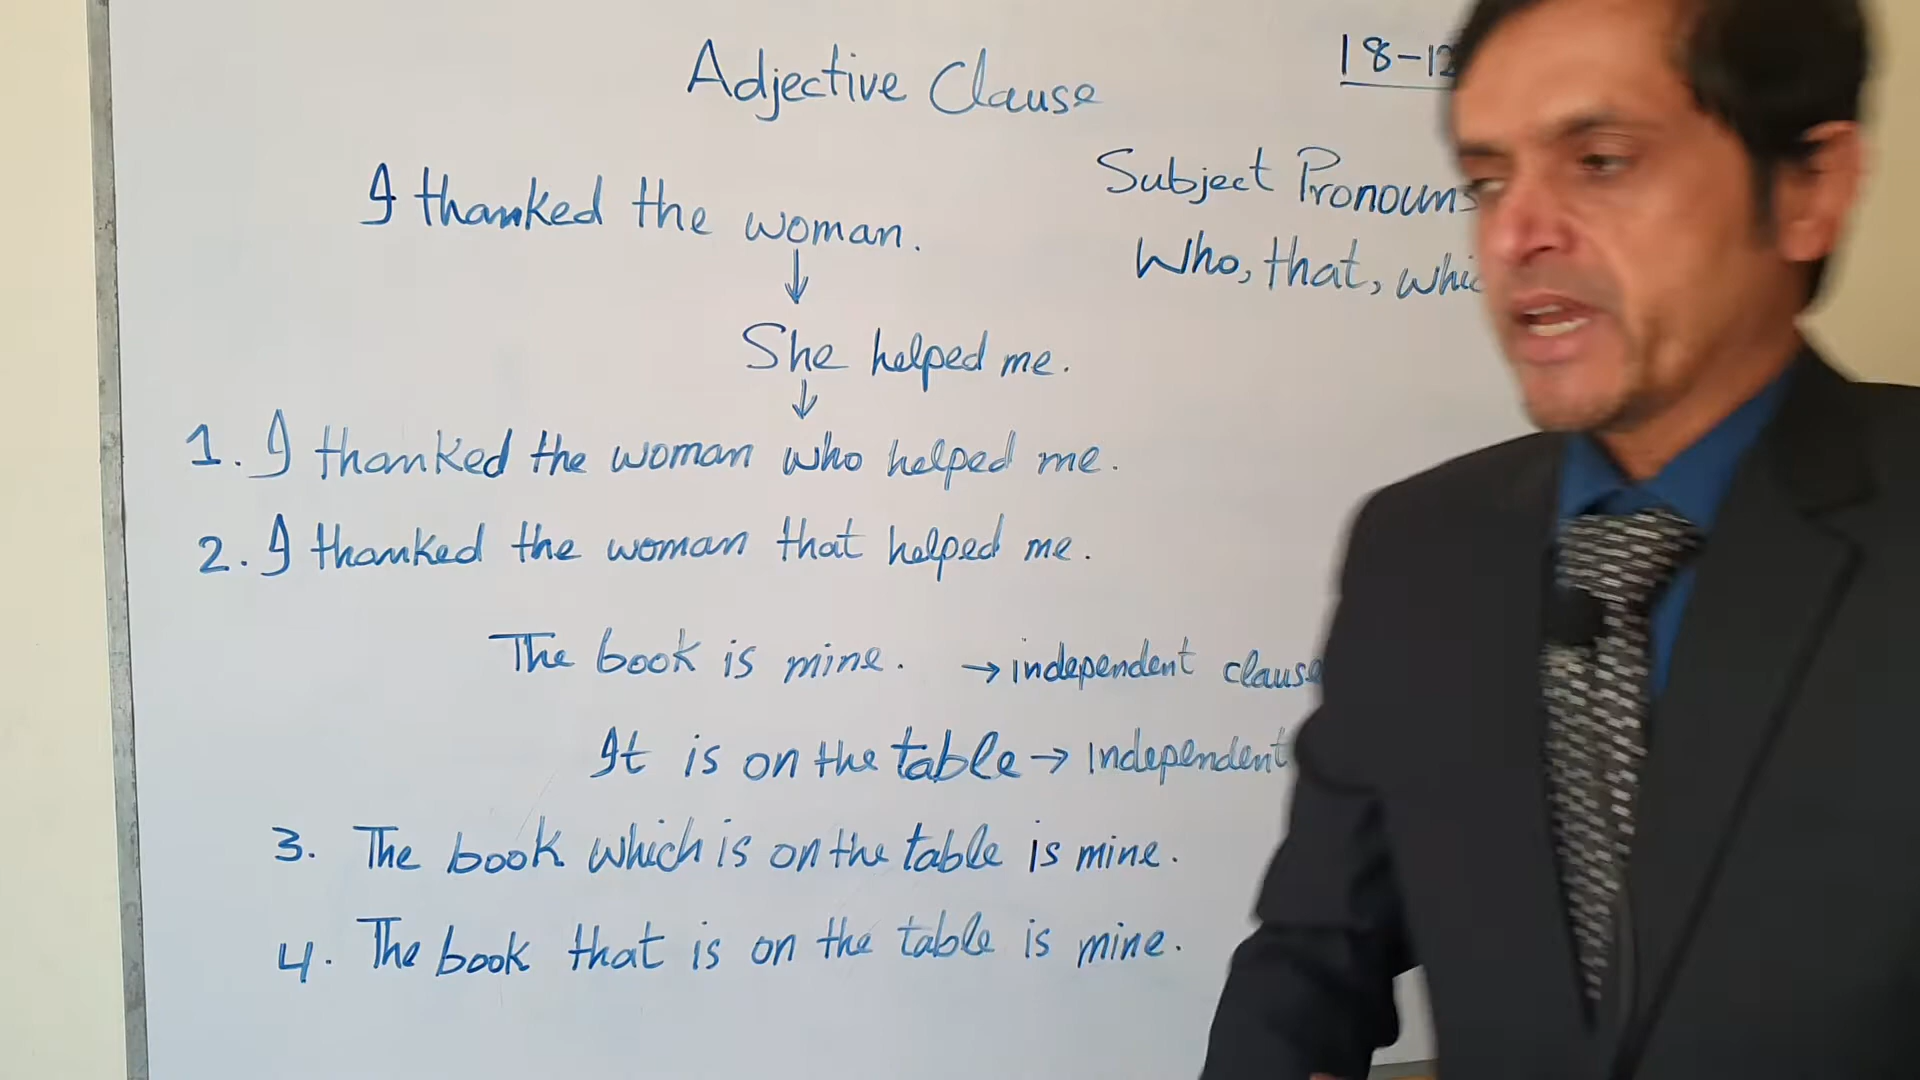 Adjective Clause
18-12
I thanked the woman.
Subject Pronouns
Who, that,
↓
She helped me.
↓
1. I thanked the woman who helped me.
2. I thanked the woman that helped me.
The book is mine. → independent clause
It is on the table → Independent
3. The book which is on the table is mine.
4. The book that is on the table is mine.